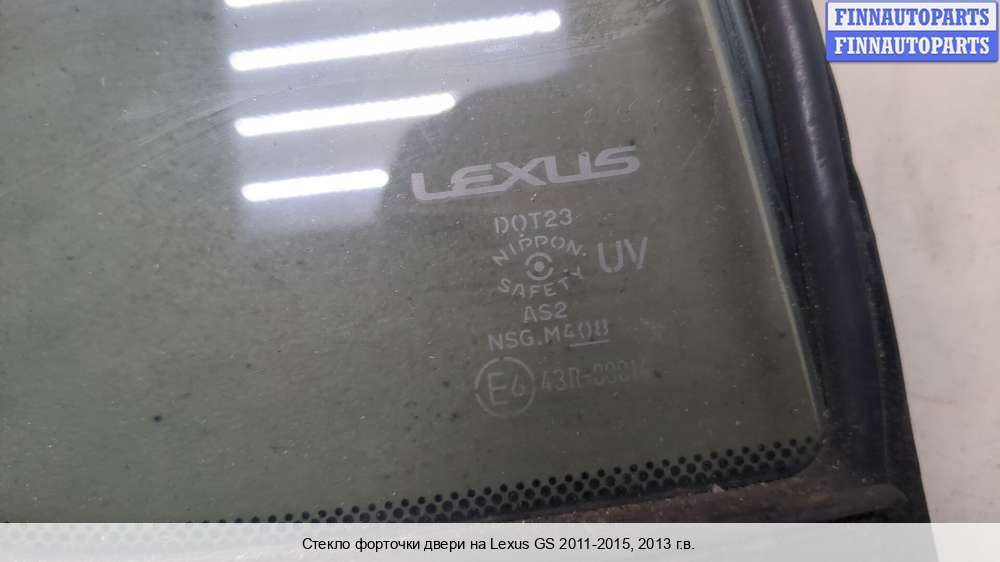 FINNAUTOPARTS
FINNAUTOPARTS
LEXUS
DOT23
NIPPON.
SAFETY
UV
AS2
NSG.M408
E4
Стекло форточки двери на Lexus GS 2011-2015, 2013 г.в.